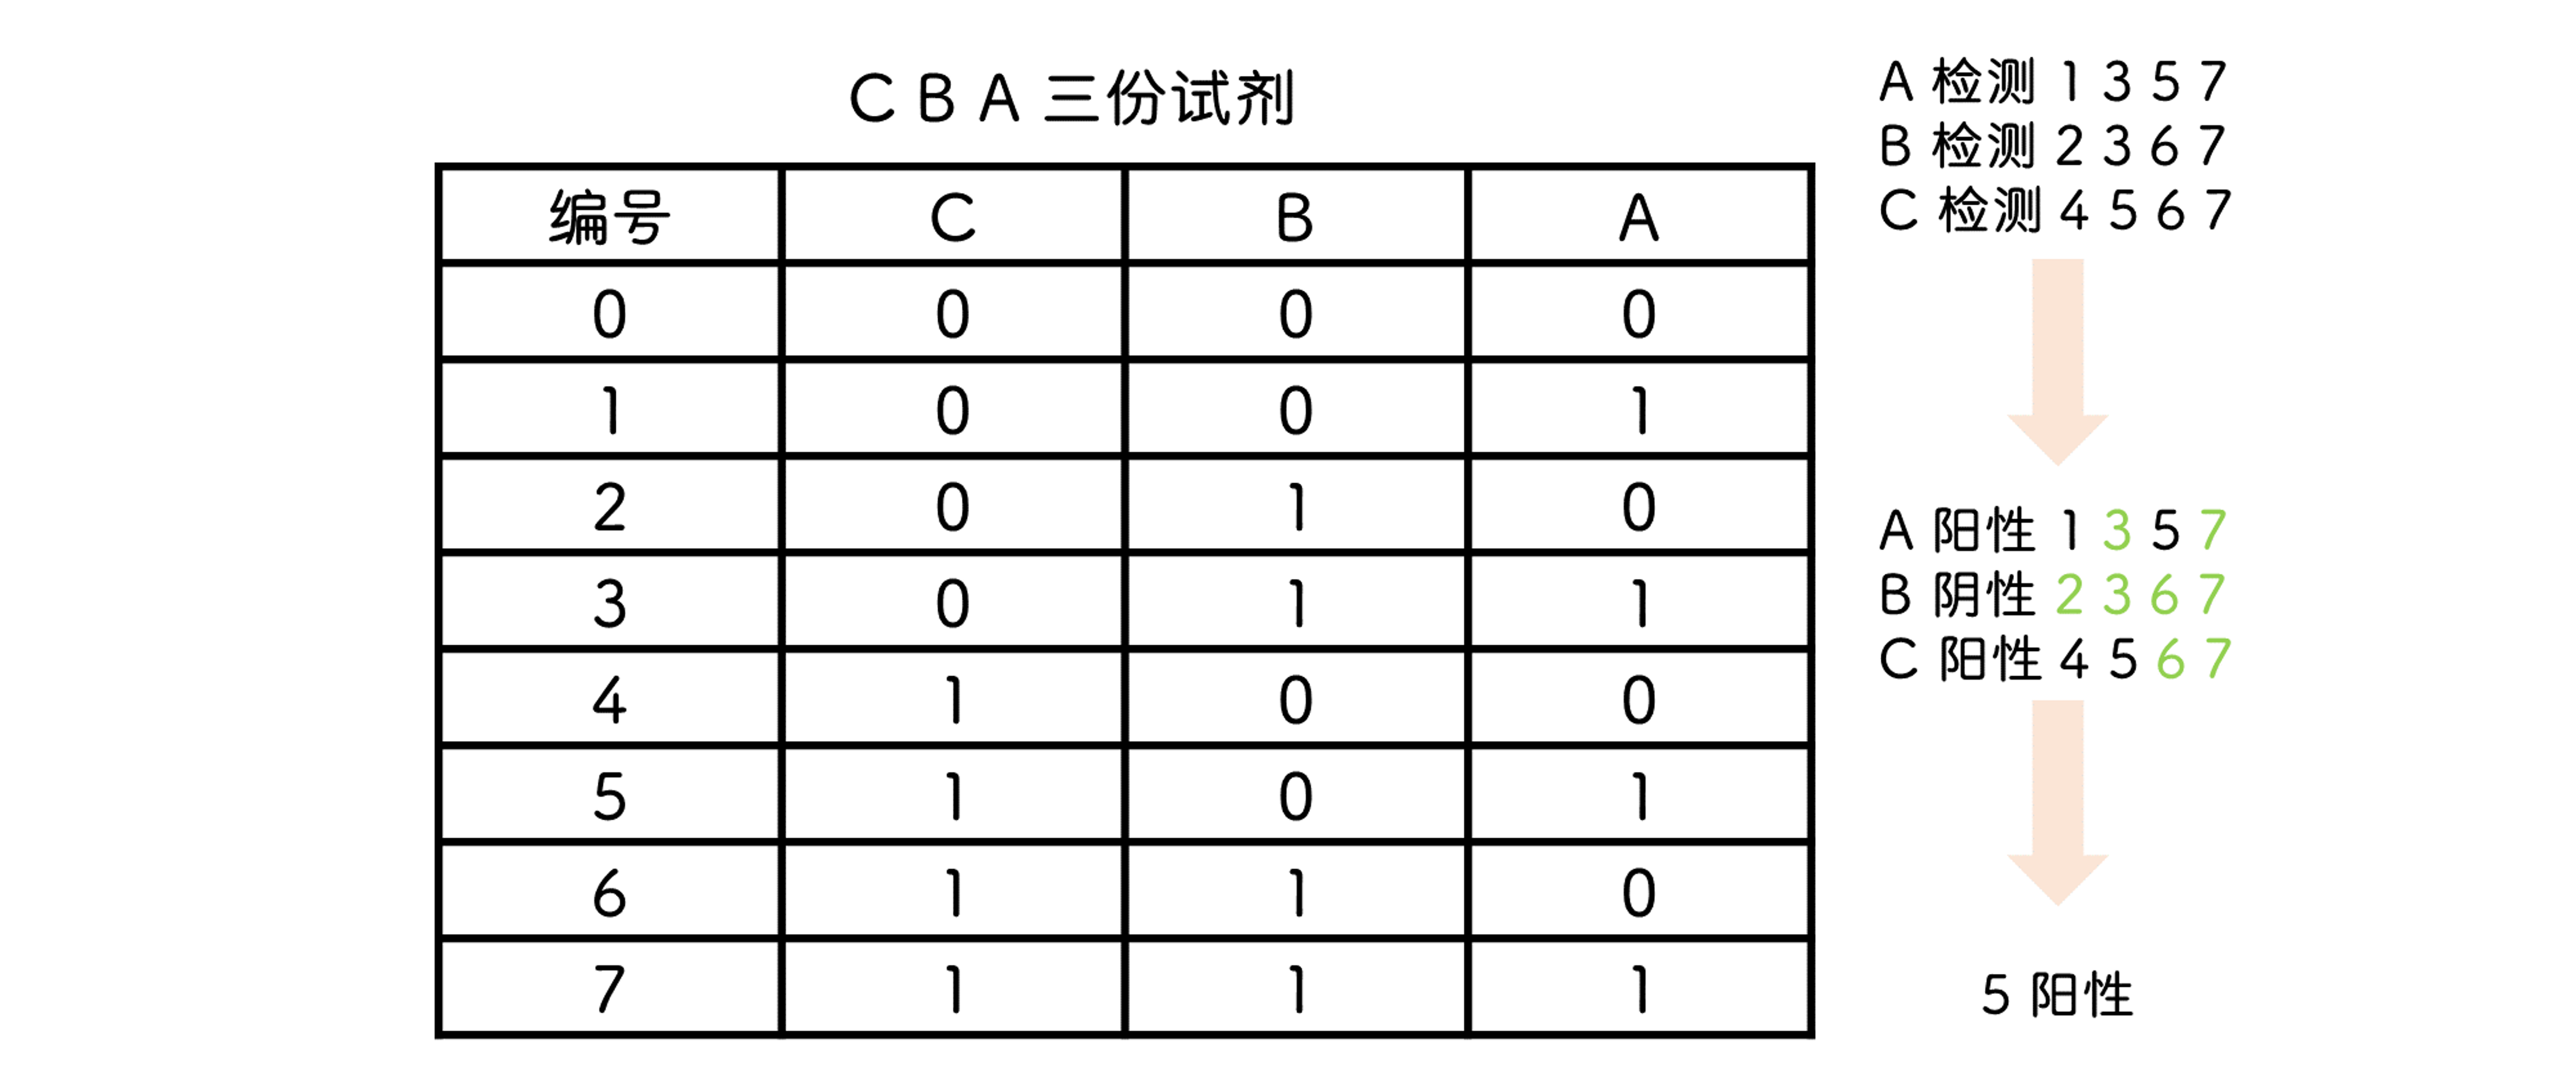 C B A 三份试剂
编号 C B A
0 0 0 0
1 0 0 1
2 0 1 0
3 0 1 1
4 1 0 0
5 1 0 1
6 1 1 0
7 1 1 1
A 检测 1 3 5 7
B 检测 2 3 6 7
C 检测 4 5 6 7
A 阳性 1 3 5 7
B 阴性 2 3 6 7
C 阳性 4 5 6 7
5 阳性